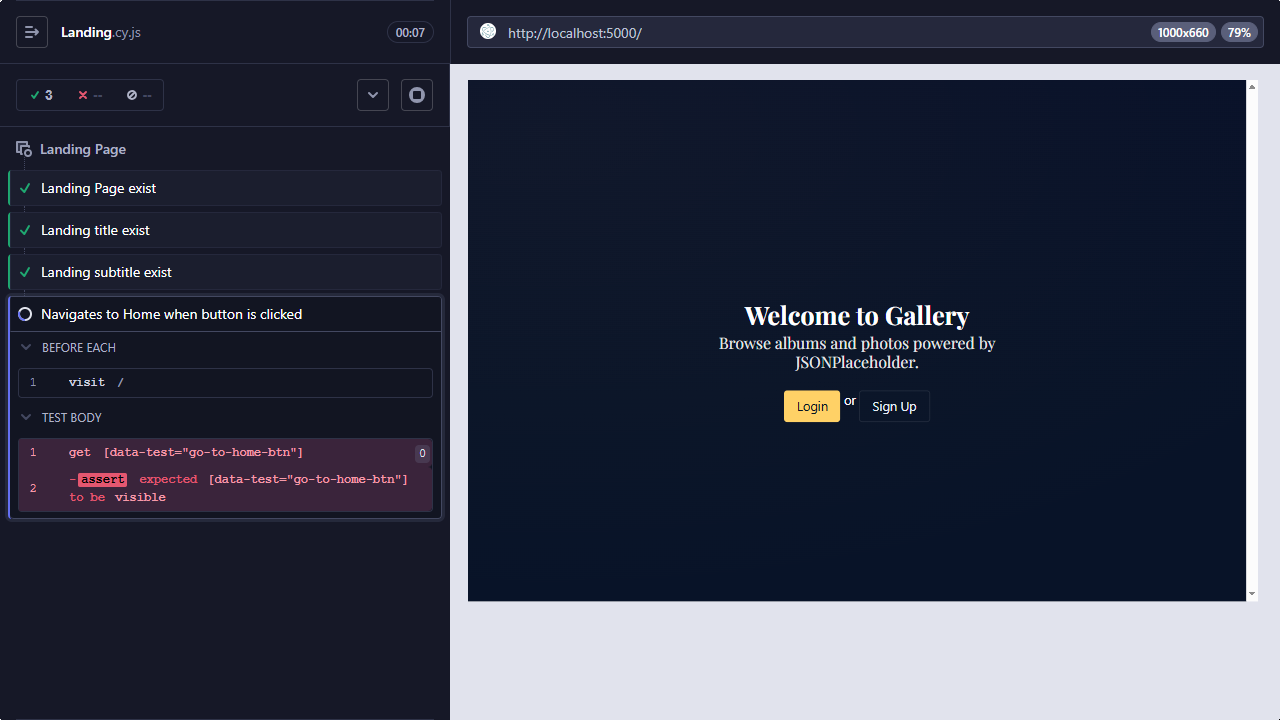 Landing.cy.js
00:07
3 -- --
Landing Page
Landing Page exist
Landing title exist
Landing subtitle exist
Navigates to Home when button is clicked
BEFORE EACH
1 visit /
TEST BODY
1 get [data-test="go-to-home-btn"] 0
2 -assert expected [data-test="go-to-home-btn"]
to be visible
http://localhost:5000/ 1000x660 79%
Welcome to Gallery
Browse albums and photos powered by
JSONPlaceholder.
Login or Sign Up